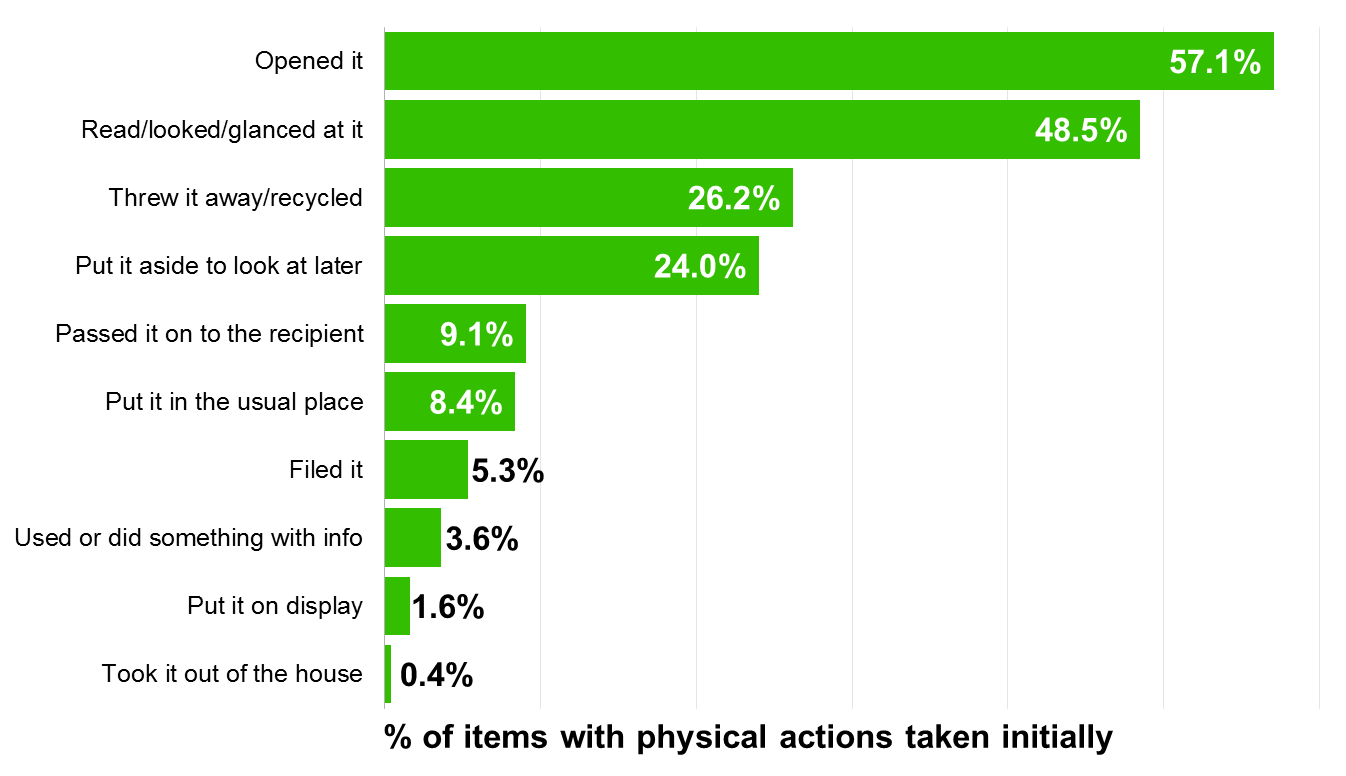 Opened it 57.1%
Read/looked/glanced at it 48.5%
Threw it away/recycled 26.2%
Put it aside to look at later 24.0%
Passed it on to the recipient 9.1%
Put it in the usual place 8.4%
Filed it 5.3%
Used or did something with info 3.6%
Put it on display 1.6%
Took it out of the house 0.4%
% of items with physical actions taken initially